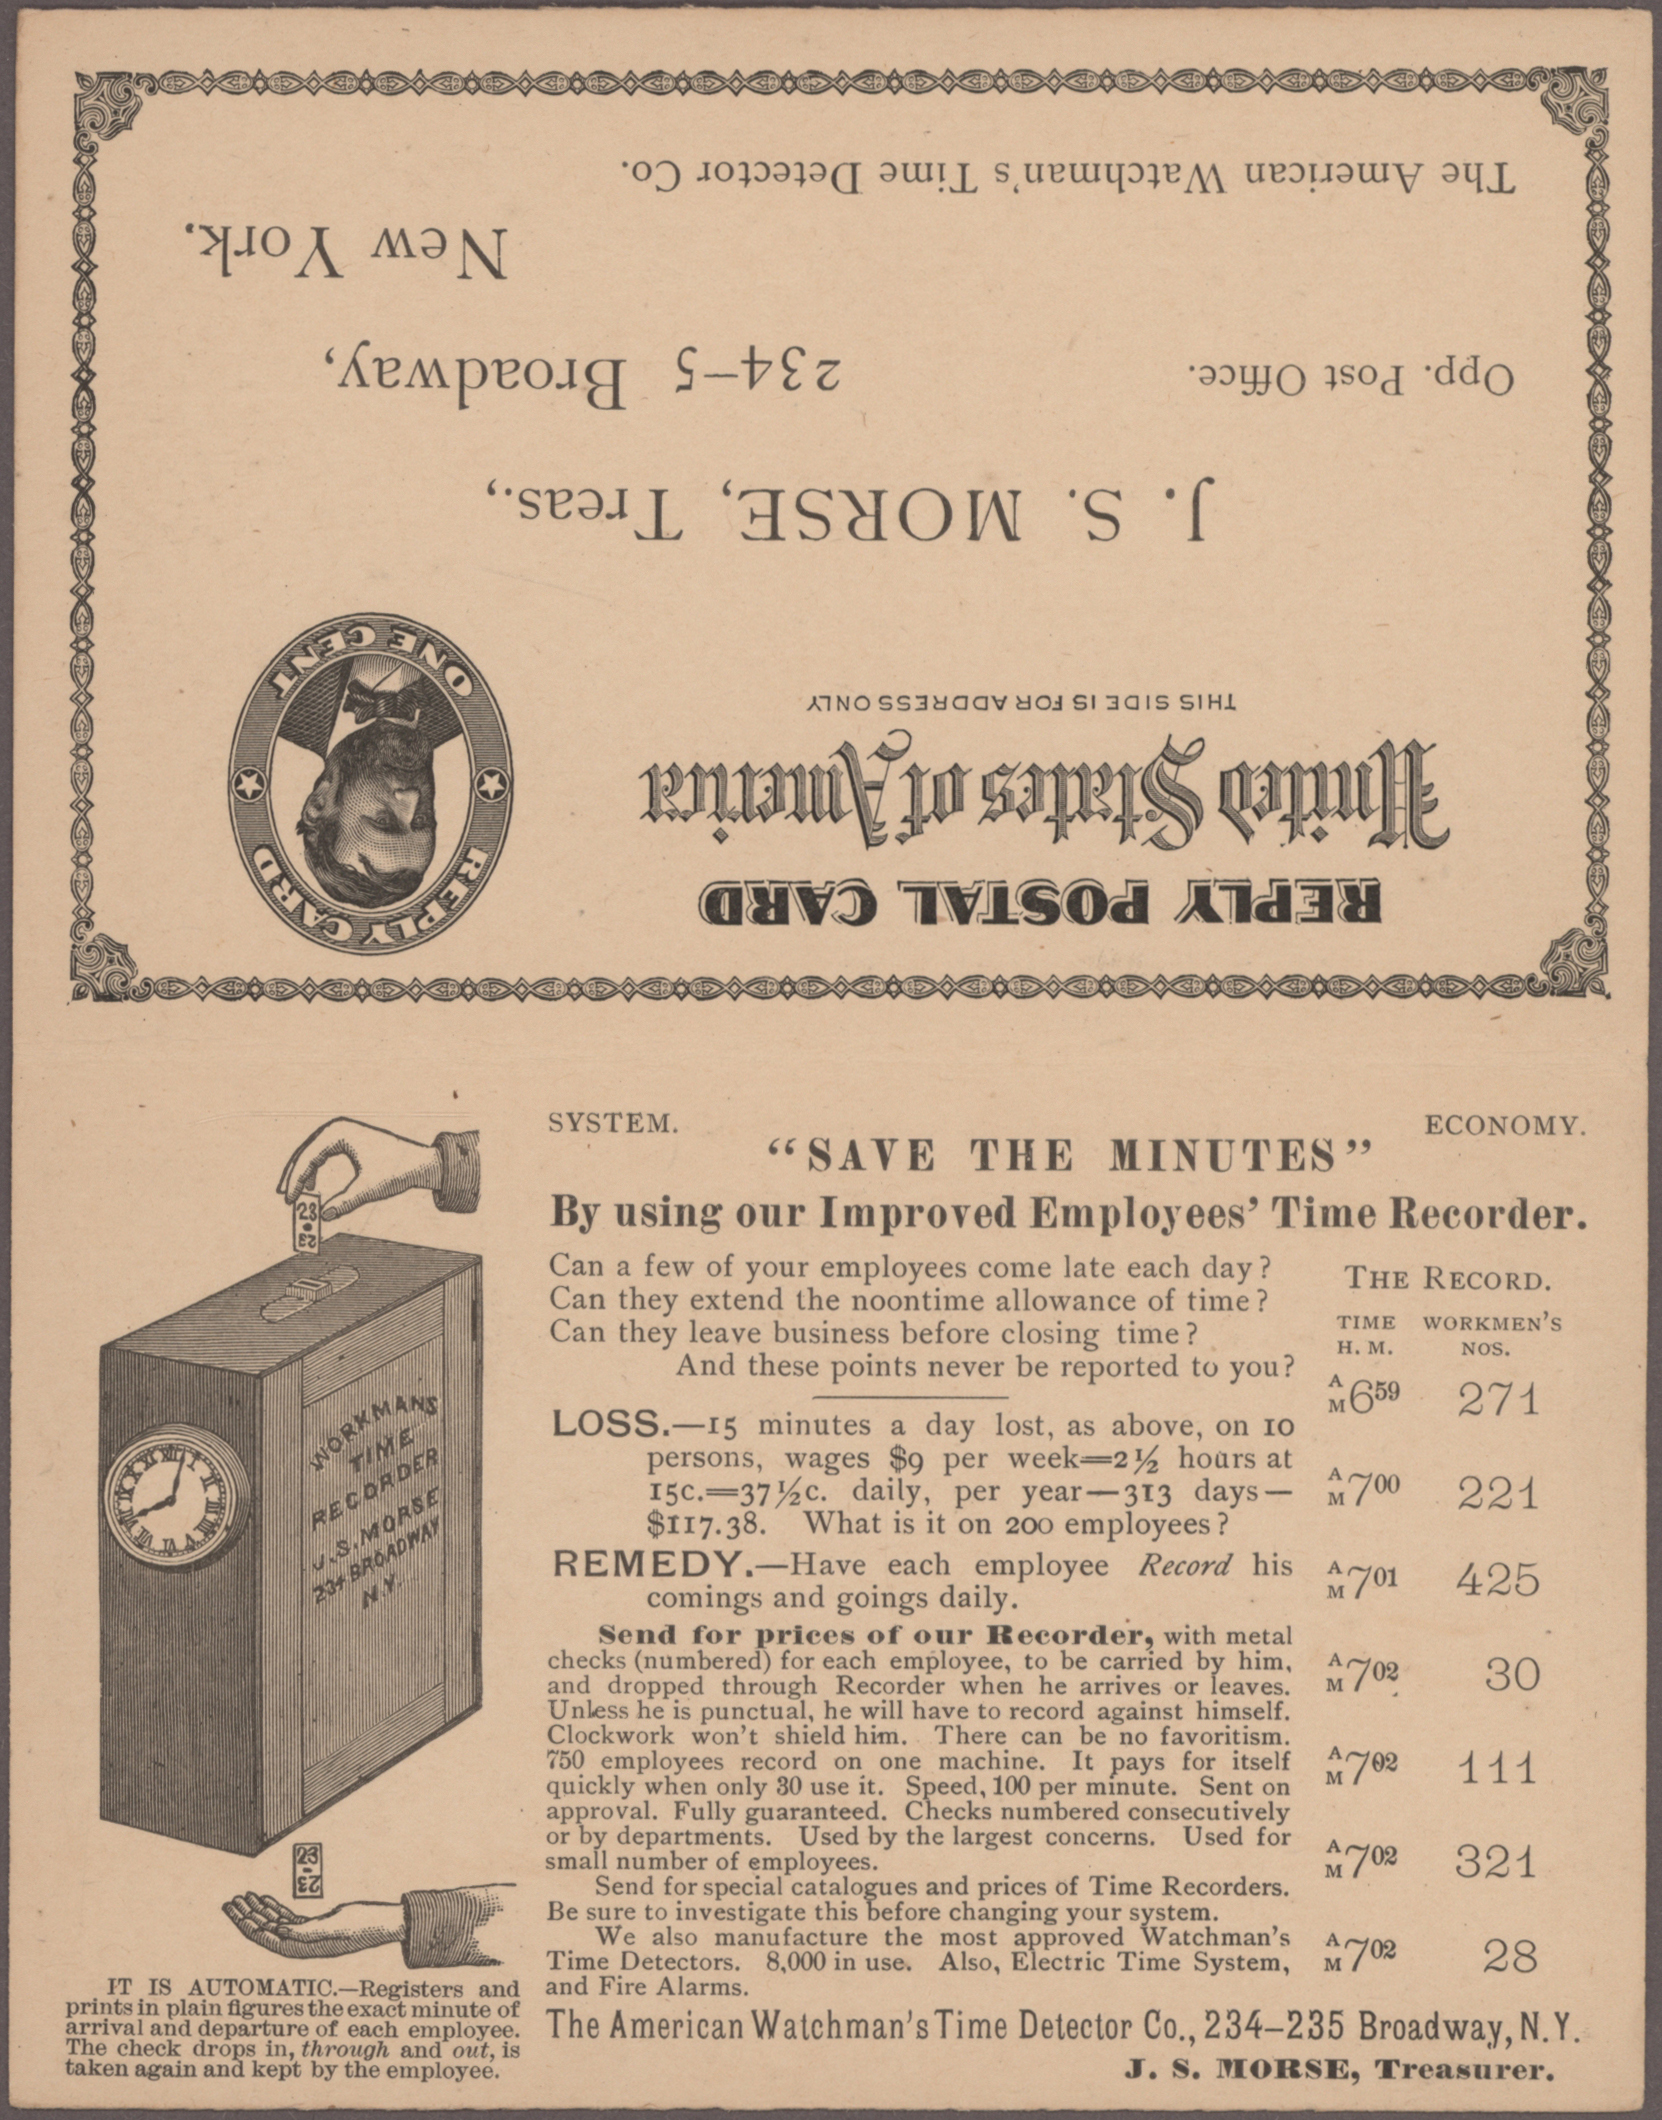 REPLY POSTAL CARD
United States of America
THIS SIDE IS FOR ADDRESS ONLY
REPLY CARD
ONE CENT
J. S. MORSE, Treas.,
Opp. Post Office.
234–5 Broadway,
New York,
The American Watchman's Time Detector Co.
SYSTEM.
ECONOMY.
"SAVE THE MINUTES"
By using our Improved Employees' Time Recorder.
Can a few of your employees come late each day?
Can they extend the noontime allowance of time?
Can they leave business before closing time?
And these points never be reported to you?
LOSS.—15 minutes a day lost, as above, on 10
persons, wages $9 per week=2½ hours at
15c.=37½c. daily, per year—313 days—
$117.38. What is it on 200 employees?
REMEDY.—Have each employee Record his
comings and goings daily.
Send for prices of our Recorder, with metal
checks (numbered) for each employee, to be carried by him,
and dropped through Recorder when he arrives or leaves.
Unless he is punctual, he will have to record against himself.
Clockwork won't shield him. There can be no favoritism.
750 employees record on one machine. It pays for itself
quickly when only 30 use it. Speed, 100 per minute. Sent on
approval. Fully guaranteed. Checks numbered consecutively
or by departments. Used by the largest concerns. Used for
small number of employees.
Send for special catalogues and prices of Time Recorders.
Be sure to investigate this before changing your system.
We also manufacture the most approved Watchman's
Time Detectors. 8,000 in use. Also, Electric Time System,
and Fire Alarms.
THE RECORD.
TIME WORKMEN'S
H. M. NOS.
AM 6 59 271
AM 7 00 221
AM 7 01 425
AM 7 02 30
AM 7 02 111
AM 7 02 321
AM 7 02 28
The American Watchman's Time Detector Co., 234–235 Broadway, N. Y.
J. S. MORSE, Treasurer.
23
23
XII I II III IIII V VI VII VIII IX X XI
WORKMANS
TIME
RECORDER
J. S. MORSE
234 BROADWAY
N.Y.
23
23
IT IS AUTOMATIC.—Registers and
prints in plain figures the exact minute of
arrival and departure of each employee.
The check drops in, through and out, is
taken again and kept by the employee.